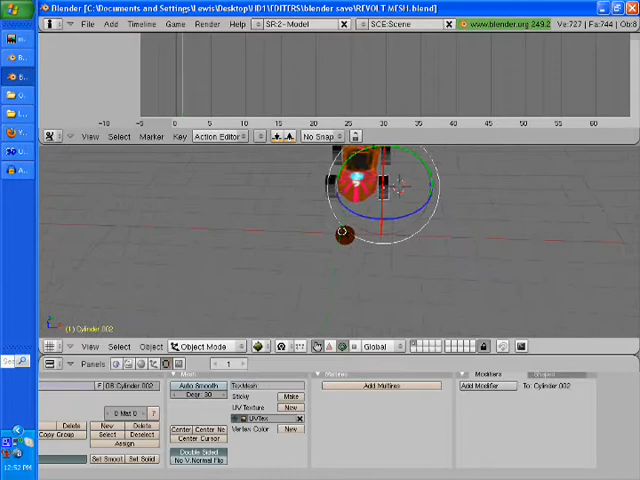 Blender [C:\Documents and Settings\Lewis\Desktop\HD1\EDITERS\blender save\REVOLT MESH.blend]
File Add Timeline Game Render Help SR:2-Model SCE:Scene www.blender.org 249.2 Ve:727 | Fa:744 | Ob:8
-10 -5 0 5 10 15 20 25 30 35 40 45 50 55 60
View Select Marker Key Action Editor No Snap
(1) Cylinder.002
View Select Object Object Mode Global
Panels 1
Mesh Multires Modifiers Shapes
F OB:Cylinder.002 Auto Smooth TexMesh: Add Multires Add Modifier To: Cylinder.002
Degr: 30 Sticky Make
UV Texture New
0 Mat 0 ? UVTex
Delete New Delete Center Center Ne Vertex Color New
Copy Group Select Deselect Center Cursor
Assign
Double Sided
Set Smoot Set Solid No V.Normal Flip
12:52 PM